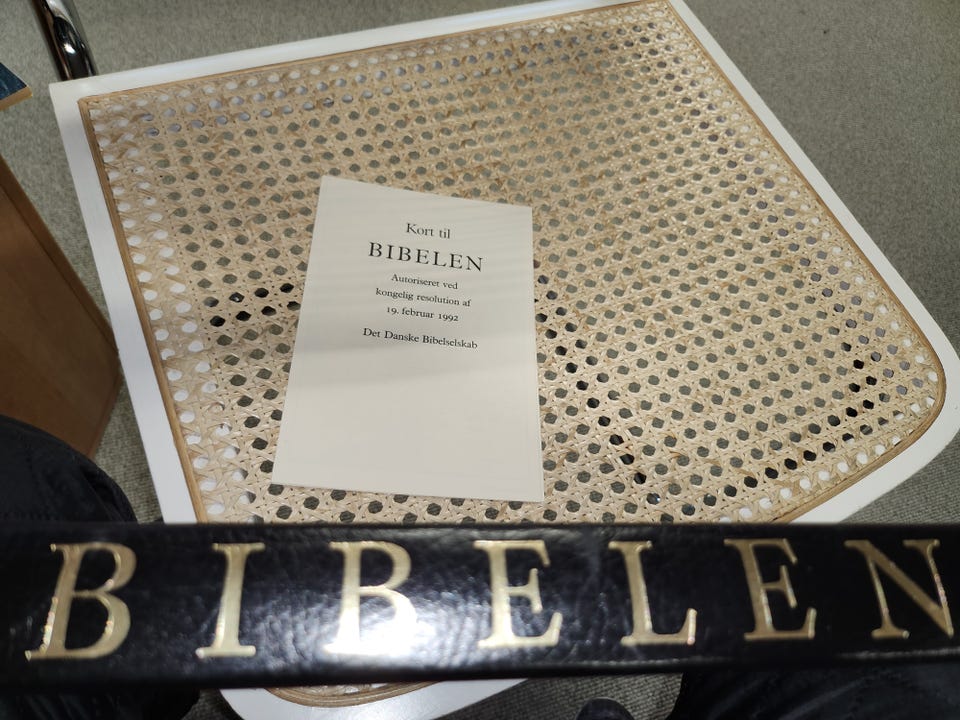 Kort til
BIBELEN
Autoriseret ved
kongelig resolution af
19. februar 1992
Det Danske Bibelselskab
BIBELEN